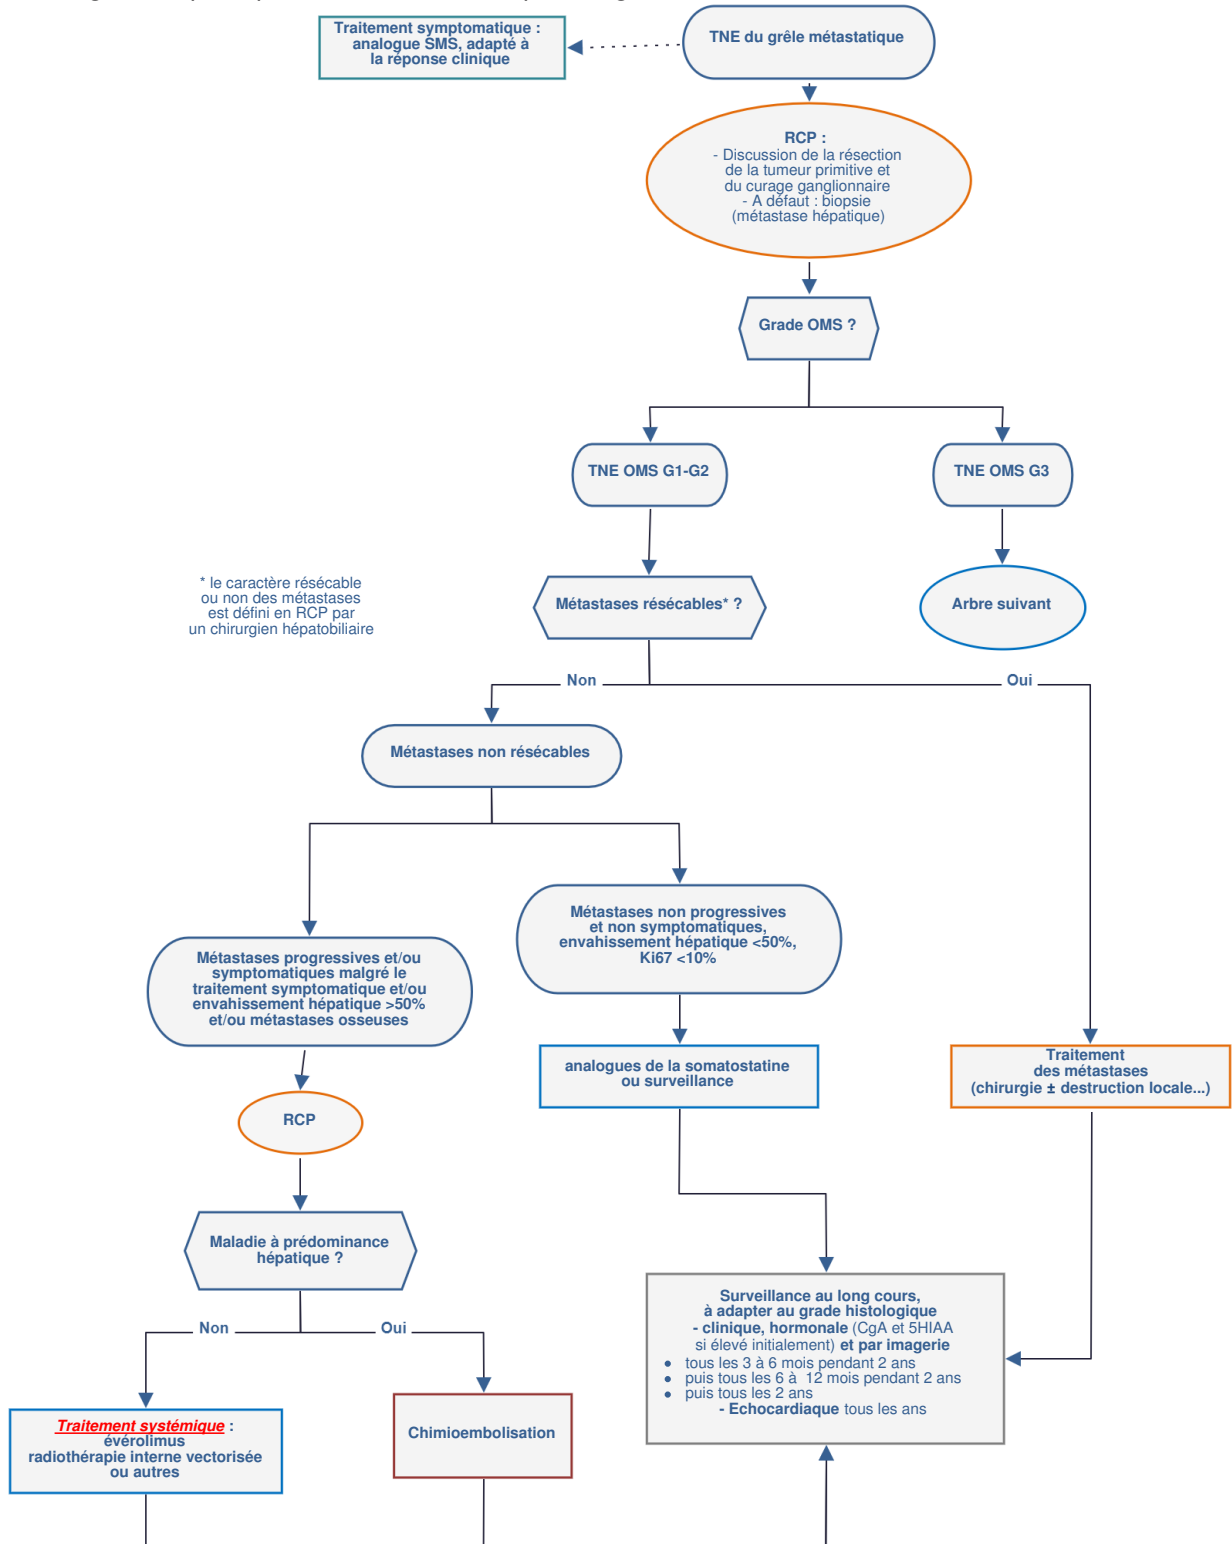 Traitement symptomatique :
analogue SMS, adapté à
la réponse clinique
TNE du grêle métastatique
RCP :
- Discussion de la résection
de la tumeur primitive et
du curage ganglionnaire
- A défaut : biopsie
(métastase hépatique)
Grade OMS ?
TNE OMS G1-G2
TNE OMS G3
* le caractère résécable
ou non des métastases
est défini en RCP par
un chirurgien hépatobiliaire
Métastases résécables* ?
Arbre suivant
Non
Oui
Métastases non résécables
Métastases non progressives
et non symptomatiques,
envahissement hépatique <50%,
Ki67 <10%
Métastases progressives et/ou
symptomatiques malgré le
traitement symptomatique et/ou
envahissement hépatique >50%
et/ou métastases osseuses
analogues de la somatostatine
ou surveillance
Traitement
des métastases
(chirurgie ± destruction locale...)
RCP
Maladie à prédominance
hépatique ?
Non
Oui
Surveillance au long cours,
à adapter au grade histologique
- clinique, hormonale (CgA et 5HIAA
si élevé initialement) et par imagerie
• tous les 3 à 6 mois pendant 2 ans
• puis tous les 6 à 12 mois pendant 2 ans
• puis tous les 2 ans
- Echocardiaque tous les ans
Traitement systémique :
évérolimus
radiothérapie interne vectorisée
ou autres
Chimioembolisation